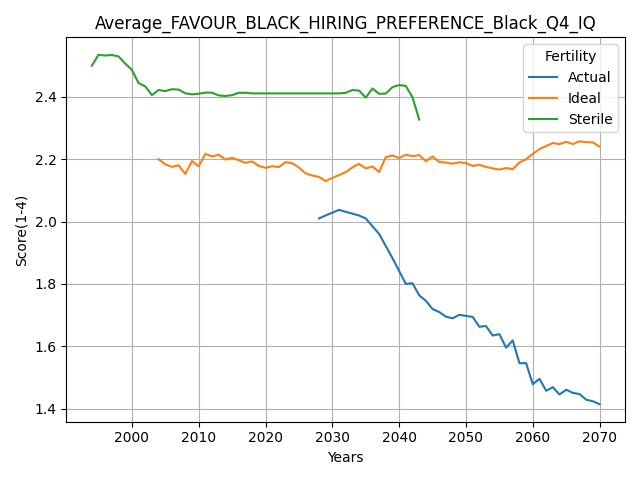 Average_FAVOUR_BLACK_HIRING_PREFERENCE_Black_Q4_IQ
Fertility
Actual
Ideal
Sterile
Score(1-4)
2.4
2.2
2.0
1.8
1.6
1.4
2000 2010 2020 2030 2040 2050 2060 2070
Years